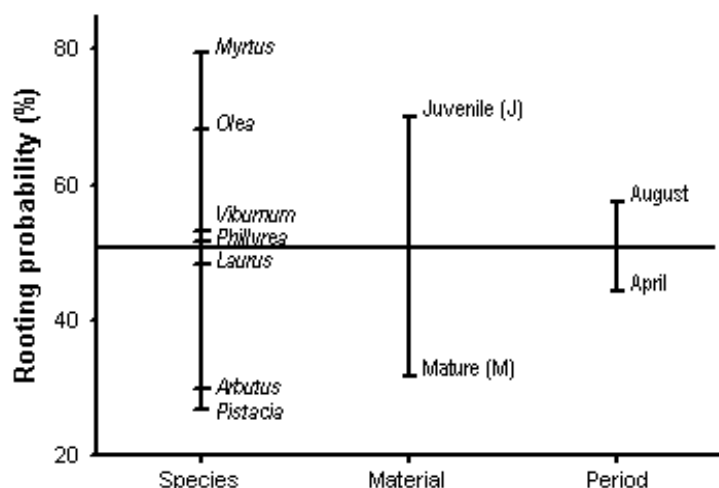 Rooting probability (%)
80
60
40
20
Myrtus
Olea
Viburnum
Phillyrea
Laurus
Arbutus
Pistacia
Juvenile (J)
Mature (M)
August
April
Species
Material
Period